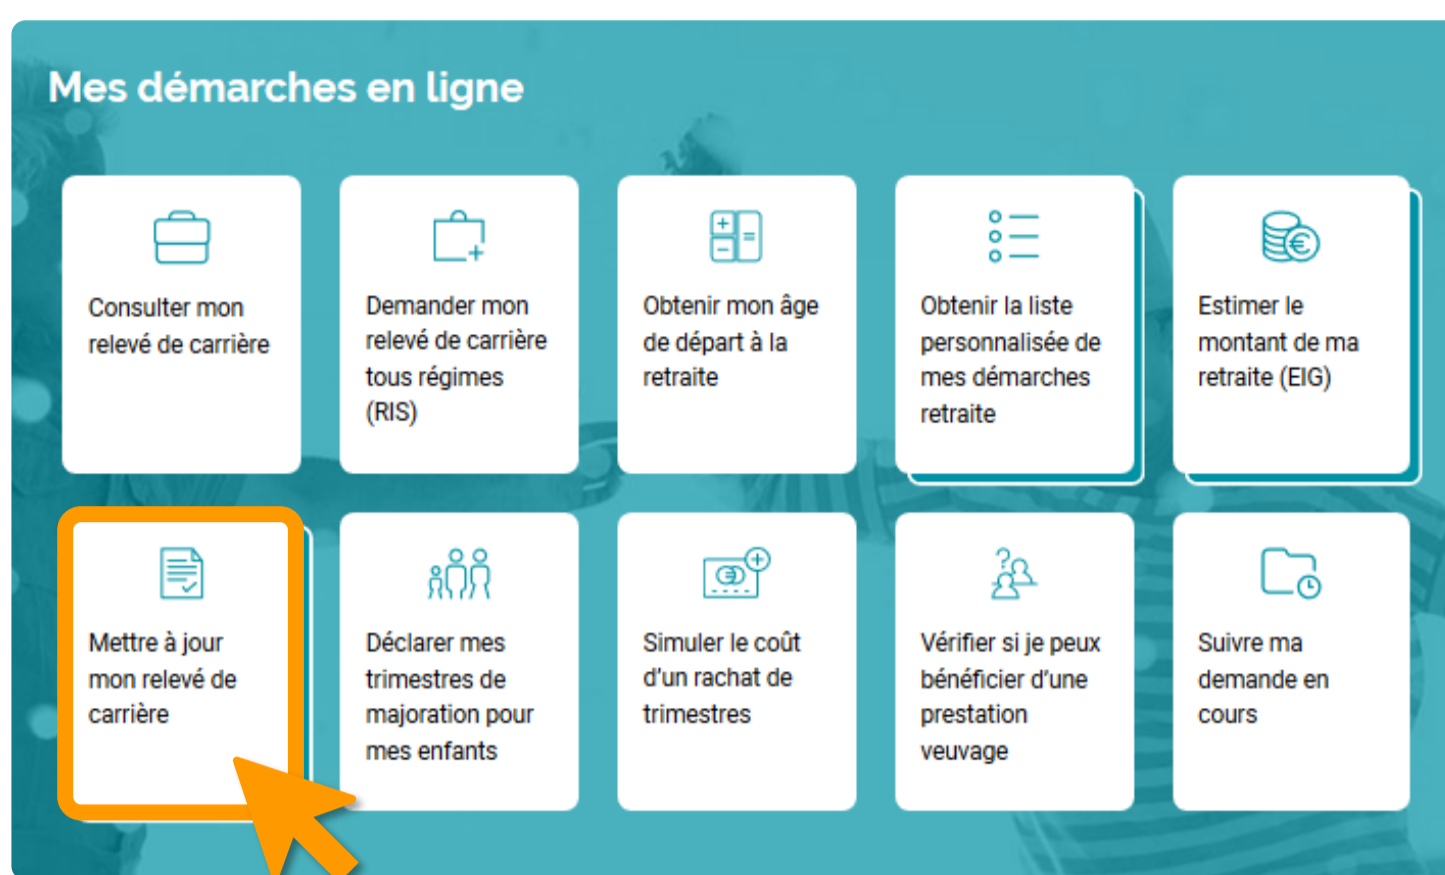 Mes démarches en ligne
Consulter mon
relevé de carrière
Demander mon
relevé de carrière
tous régimes
(RIS)
Obtenir mon âge
de départ à la
retraite
Obtenir la liste
personnalisée de
mes démarches
retraite
Estimer le
montant de ma
retraite (EIG)
Mettre à jour
mon relevé de
carrière
Déclarer mes
trimestres de
majoration pour
mes enfants
Simuler le coût
d'un rachat de
trimestres
Vérifier si je peux
bénéficier d'une
prestation
veuvage
Suivre ma
demande en
cours